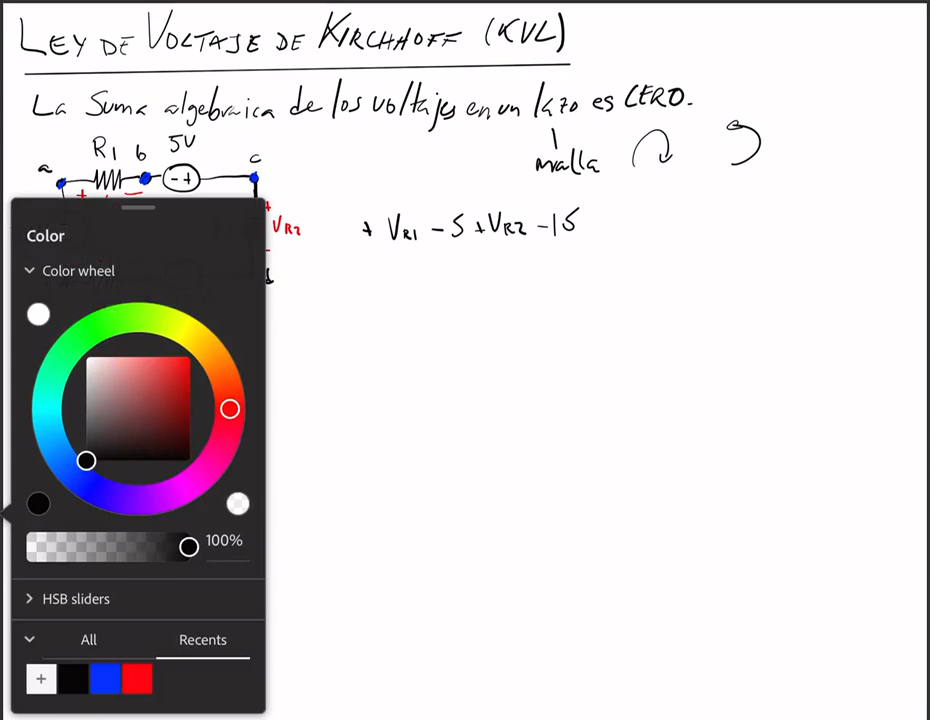 LEY DE VOLTAJE DE KIRCHHOFF (KVL)
La Suma algebraica de los voltajes en un lazo es CERO.
malla
R1 5V
a b - + c
+ -
+
VR2
-
d
+ VR1 - 5 + VR2 - 15
Color
Color wheel
100%
HSB sliders
All Recents
+